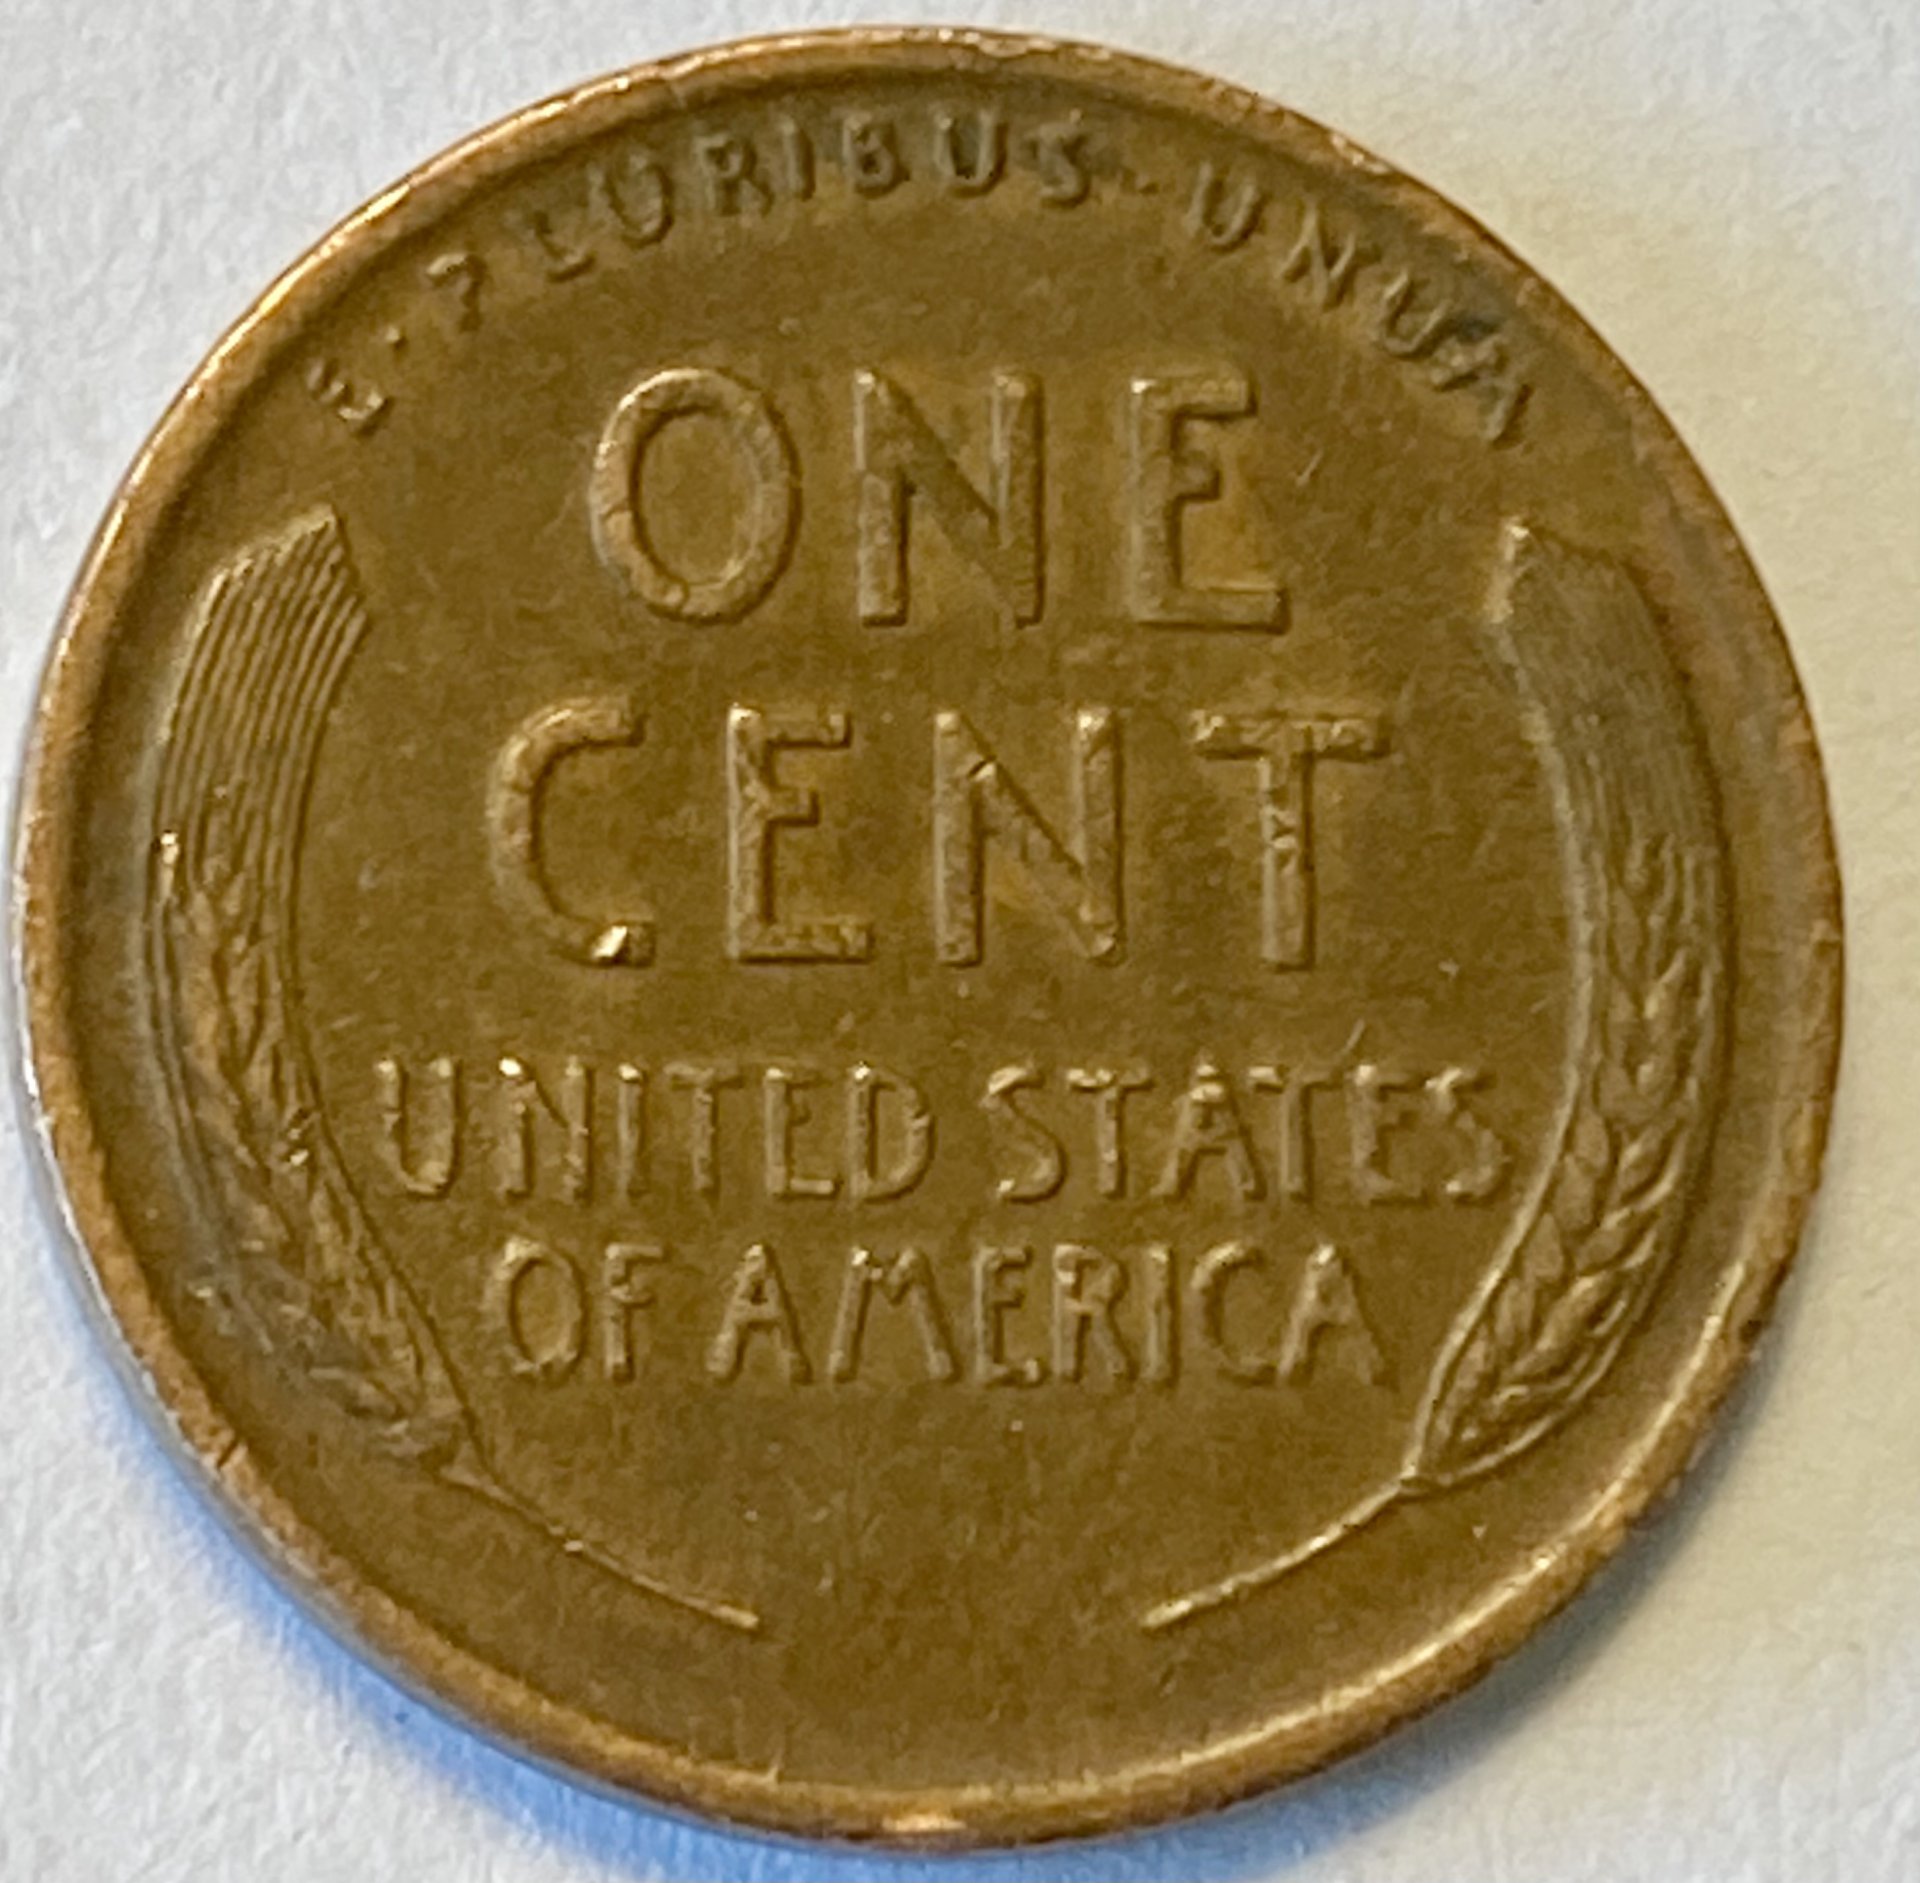 E·PLURIBUS·UNUM
ONE
CENT
UNITED STATES
OF AMERICA